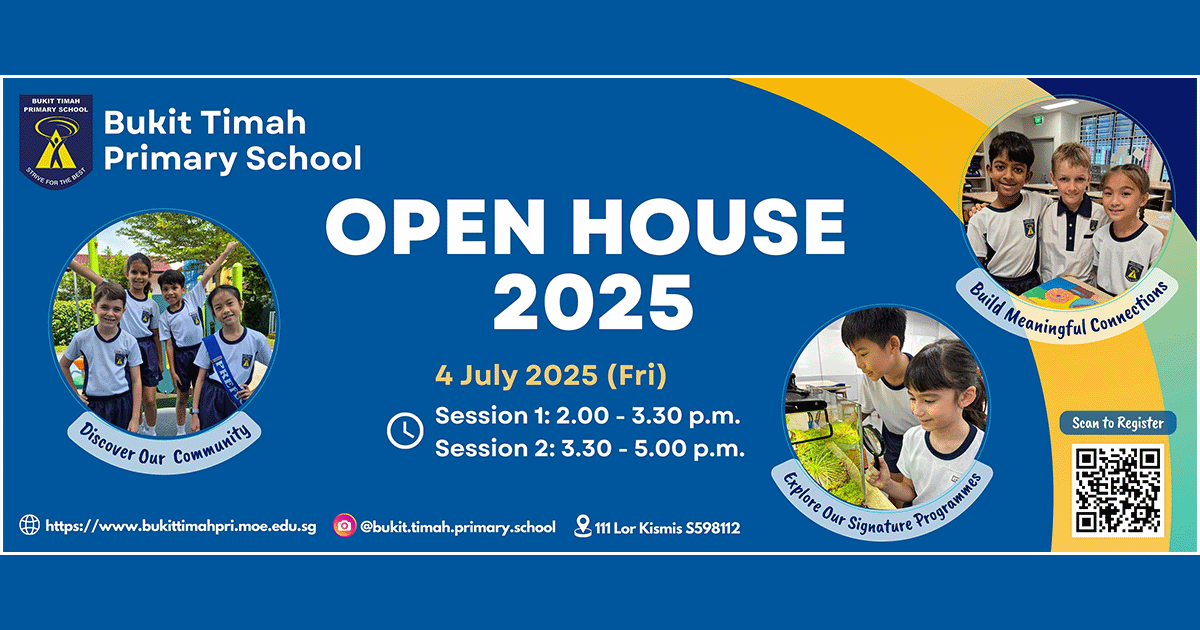 BUKIT TIMAH
PRIMARY SCHOOL
STRIVE FOR THE BEST
Bukit Timah
Primary School
OPEN HOUSE
2025
4 July 2025 (Fri)
Session 1: 2.00 - 3.30 p.m.
Session 2: 3.30 - 5.00 p.m.
Discover Our Community
Build Meaningful Connections
Explore Our Signature Programmes
Scan to Register
https://www.bukittimahpri.moe.edu.sg
@bukit.timah.primary.school
111 Lor Kismis S598112